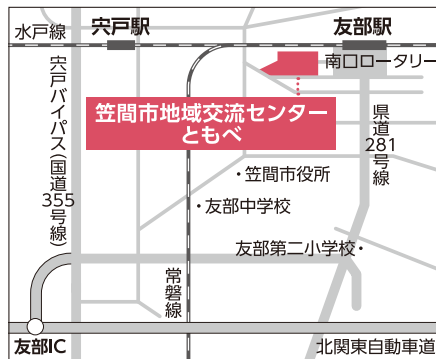 水戸線
宍戸駅
友部駅
南口ロータリー
笠間市地域交流センター
ともべ
宍戸バイパス(国道355号線)
県道281号線
・笠間市役所
・友部中学校
友部第二小学校・
常磐線
友部IC
北関東自動車道